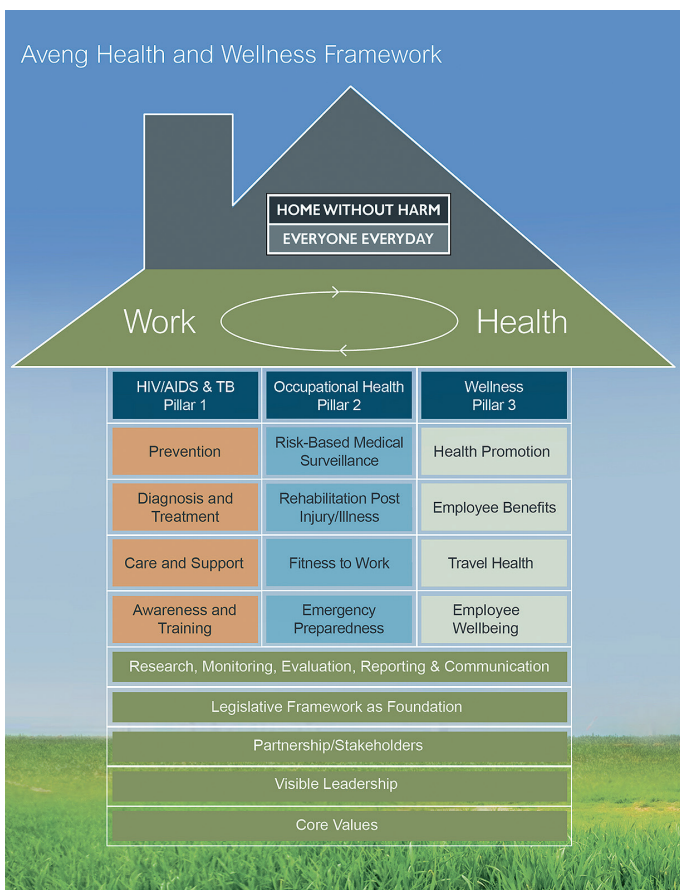 Aveng Health and Wellness Framework
HOME WITHOUT HARM
EVERYONE EVERYDAY
Work
Health
HIV/AIDS & TB
Pillar 1
Occupational Health
Pillar 2
Wellness
Pillar 3
Prevention
Risk-Based Medical
Surveillance
Health Promotion
Diagnosis and
Treatment
Rehabilitation Post
Injury/Illness
Employee Benefits
Care and Support
Fitness to Work
Travel Health
Awareness and
Training
Emergency
Preparedness
Employee
Wellbeing
Research, Monitoring, Evaluation, Reporting & Communication
Legislative Framework as Foundation
Partnership/Stakeholders
Visible Leadership
Core Values